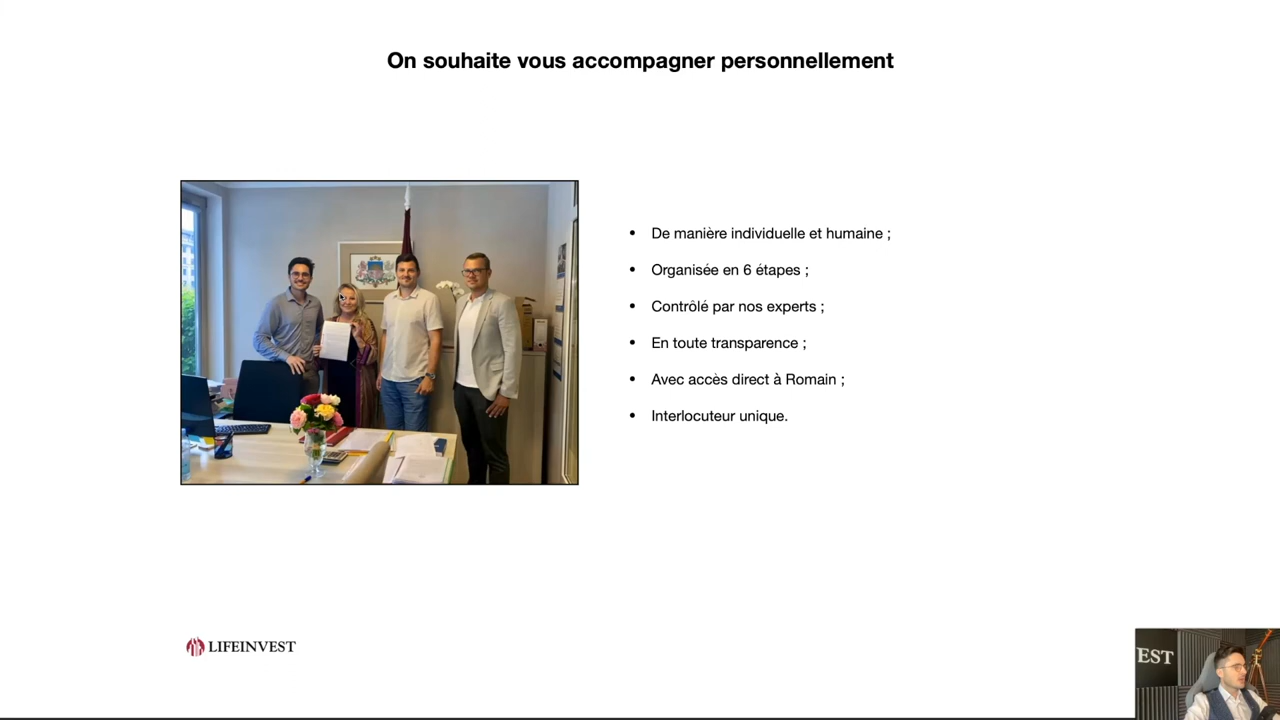 On souhaite vous accompagner personnellement
• De manière individuelle et humaine ;
• Organisée en 6 étapes ;
• Contrôlé par nos experts ;
• En toute transparence ;
• Avec accès direct à Romain ;
• Interlocuteur unique.
LIFEINVEST
EST